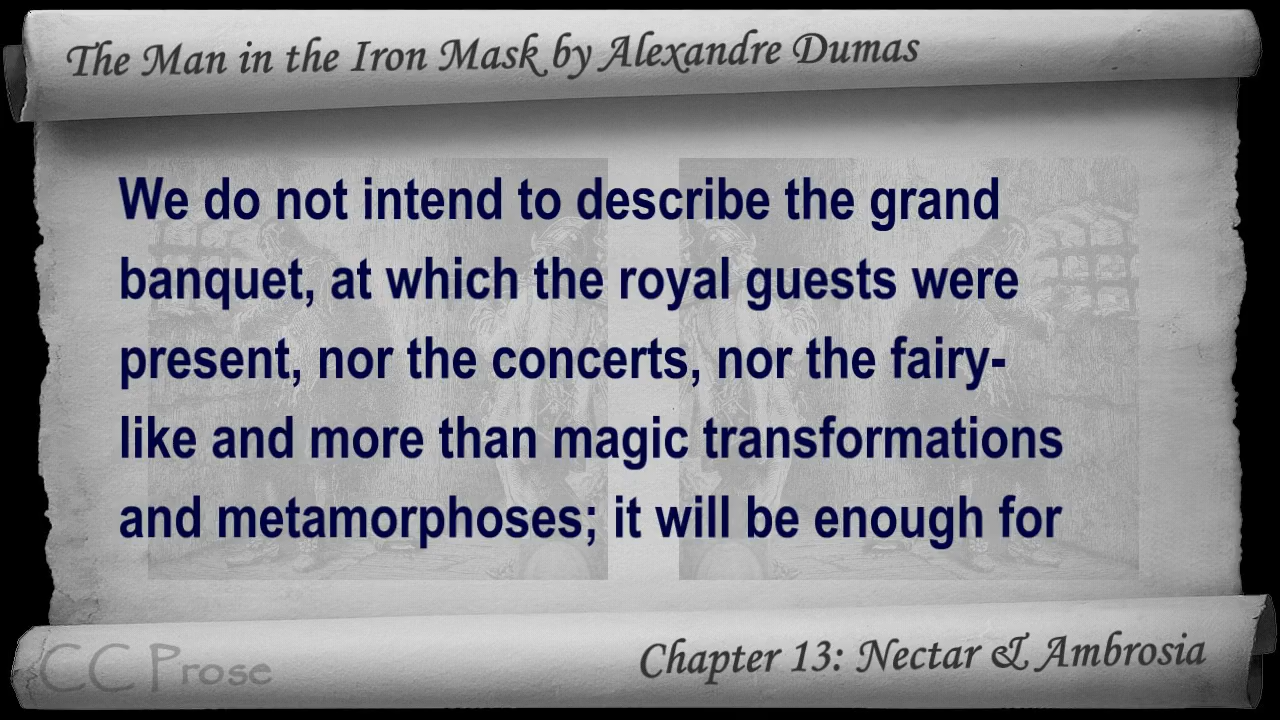 The Man in the Iron Mask by Alexandre Dumas
We do not intend to describe the grand
banquet, at which the royal guests were
present, nor the concerts, nor the fairy-
like and more than magic transformations
and metamorphoses; it will be enough for
CC Prose
Chapter 13: Nectar & Ambrosia